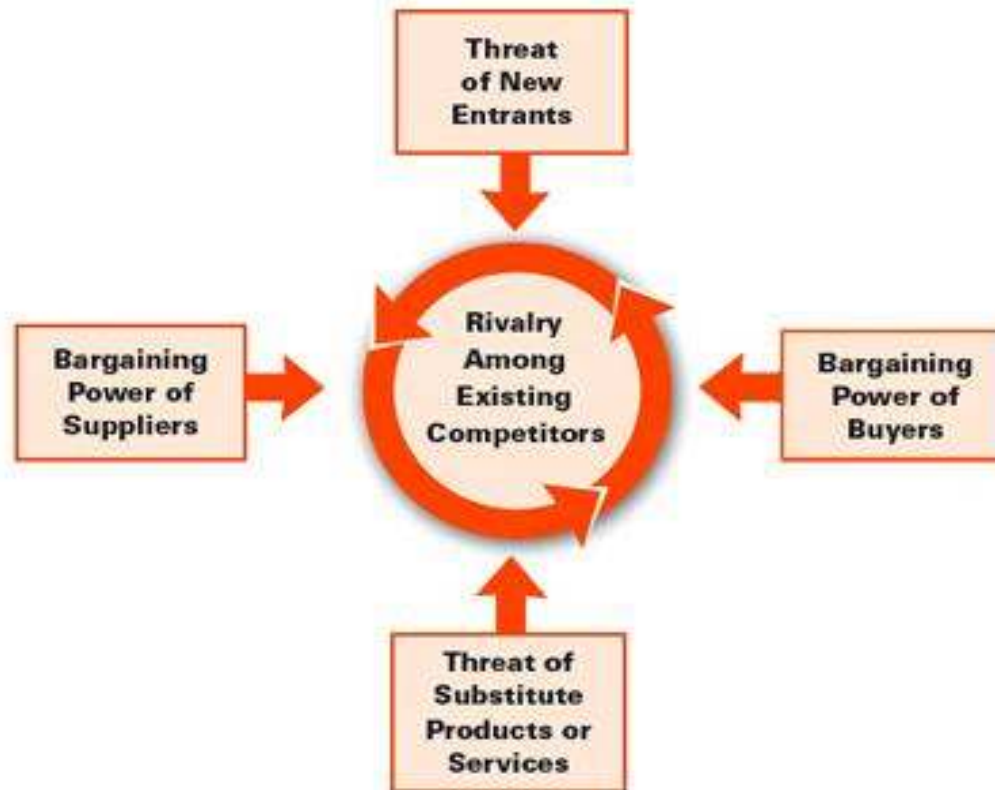 Threat
of New
Entrants
Bargaining
Power of
Suppliers
Rivalry
Among
Existing
Competitors
Bargaining
Power of
Buyers
Threat of
Substitute
Products or
Services